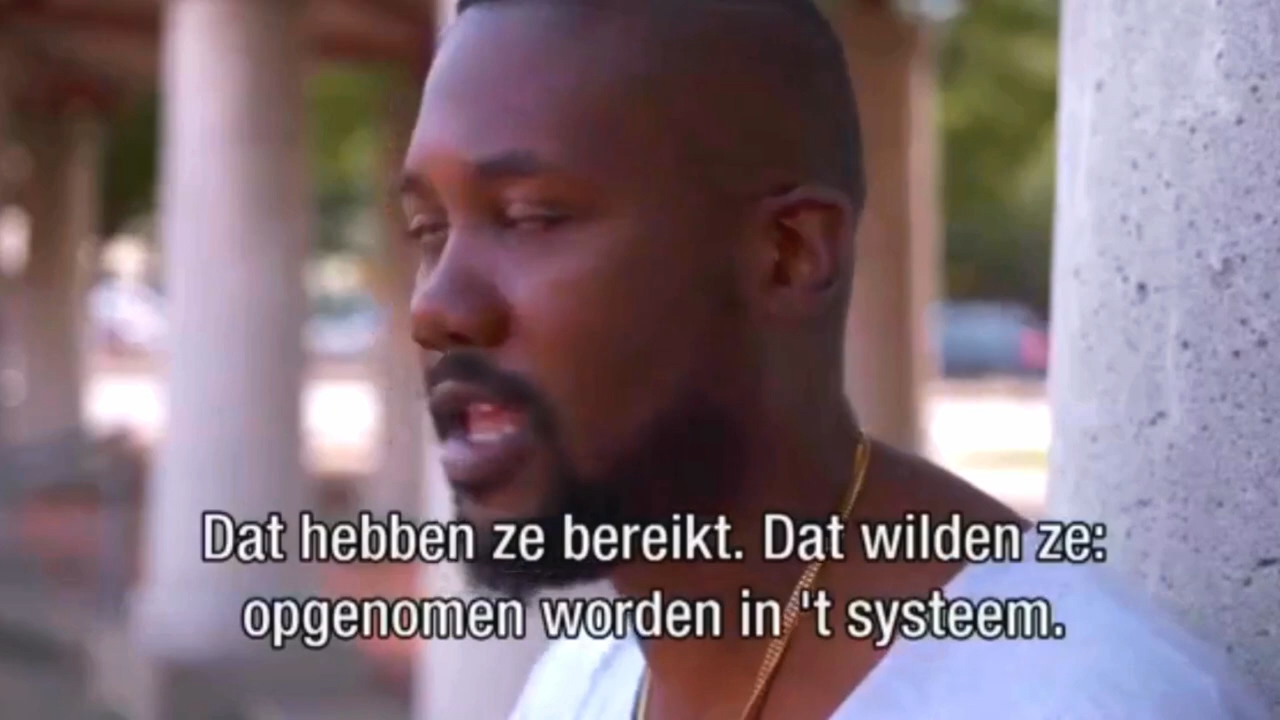 Dat hebben ze bereikt. Dat wilden ze:
opgenomen worden in 't systeem.